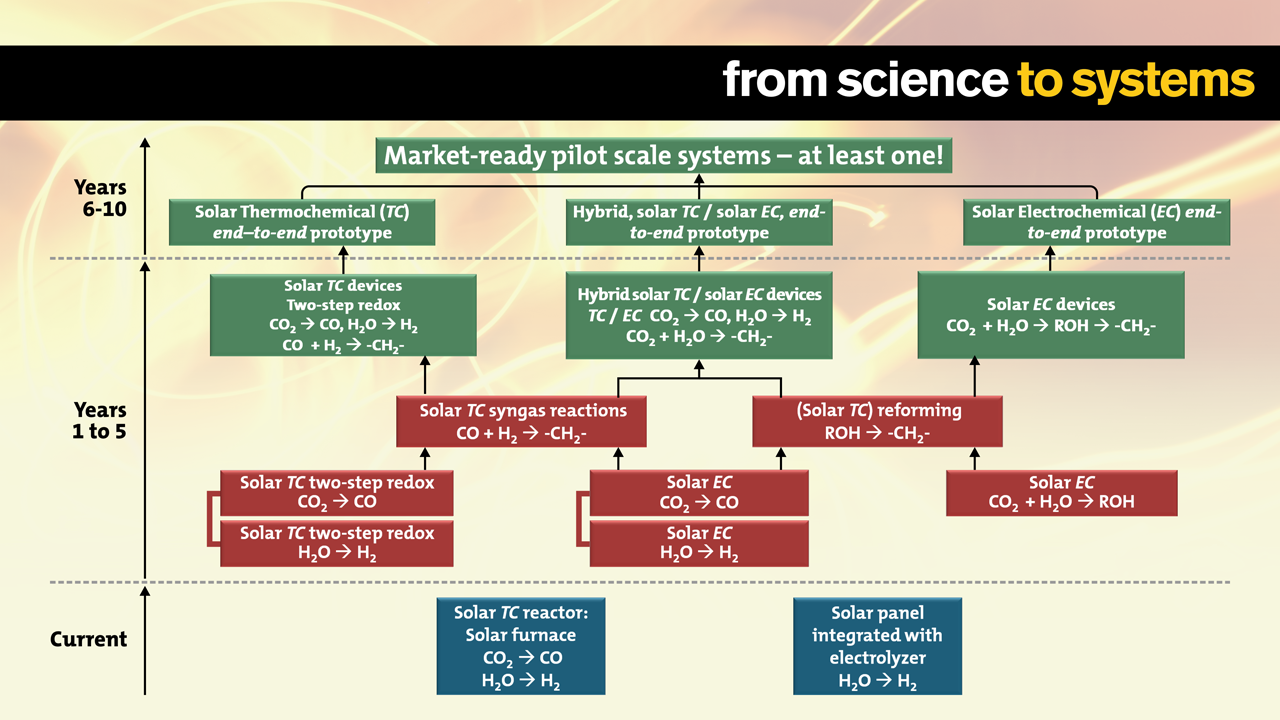 from science to systems
Market-ready pilot scale systems – at least one!
Years
6-10
Solar Thermochemical (TC)
end–to-end prototype
Hybrid, solar TC / solar EC, end-
to-end prototype
Solar Electrochemical (EC) end-
to-end prototype
Solar TC devices
Two-step redox
CO₂ → CO, H₂O → H₂
CO + H₂ → -CH₂-
Hybrid solar TC / solar EC devices
TC / EC CO₂ → CO, H₂O → H₂
CO₂ + H₂O → -CH₂-
Solar EC devices
CO₂ + H₂O → ROH → -CH₂-
Years
1 to 5
Solar TC syngas reactions
CO + H₂ → -CH₂-
(Solar TC) reforming
ROH → -CH₂-
Solar TC two-step redox
CO₂ → CO
Solar TC two-step redox
H₂O → H₂
Solar EC
CO₂ → CO
Solar EC
H₂O → H₂
Solar EC
CO₂ + H₂O → ROH
Current
Solar TC reactor:
Solar furnace
CO₂ → CO
H₂O → H₂
Solar panel
integrated with
electrolyzer
H₂O → H₂